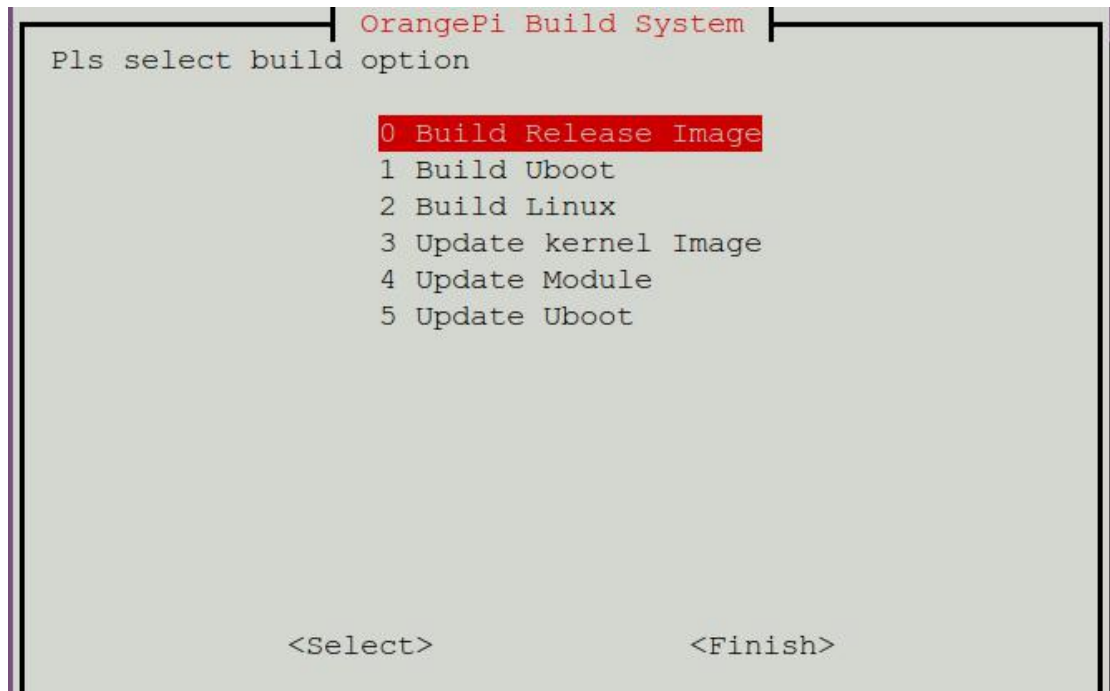 OrangePi Build System
Pls select build option
0 Build Release Image
1 Build Uboot
2 Build Linux
3 Update kernel Image
4 Update Module
5 Update Uboot
<Select> <Finish>